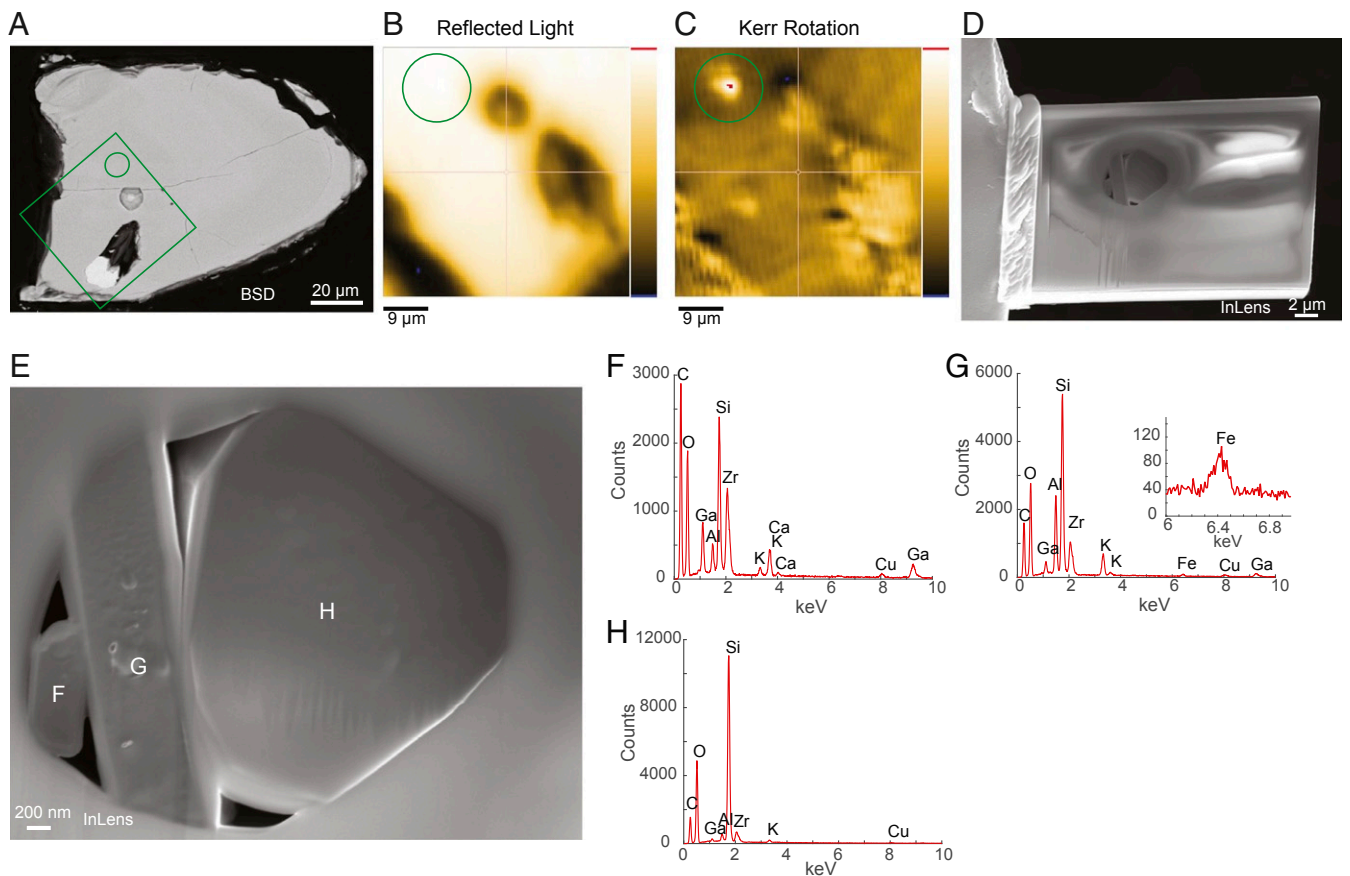 A
BSD
20 μm
B
Reflected Light
9 μm
C
Kerr Rotation
9 μm
D
InLens
2 μm
E
F
G
H
200 nm
InLens
F
3000
2000
1000
0
Counts
C
O
Ga
Al
Si
Zr
K
Ca
K
Ca
Cu
Ga
0 2 4 6 8 10
keV
G
6000
4000
2000
0
Counts
C
O
Ga
Al
Si
Zr
K
K
Fe
Cu
Ga
0 2 4 6 8 10
keV
120
80
40
0
Fe
6 6.4 6.8
keV
H
12000
8000
4000
0
Counts
C
O
Ga
Al
Si
Zr
K
Cu
0 2 4 6 8 10
keV